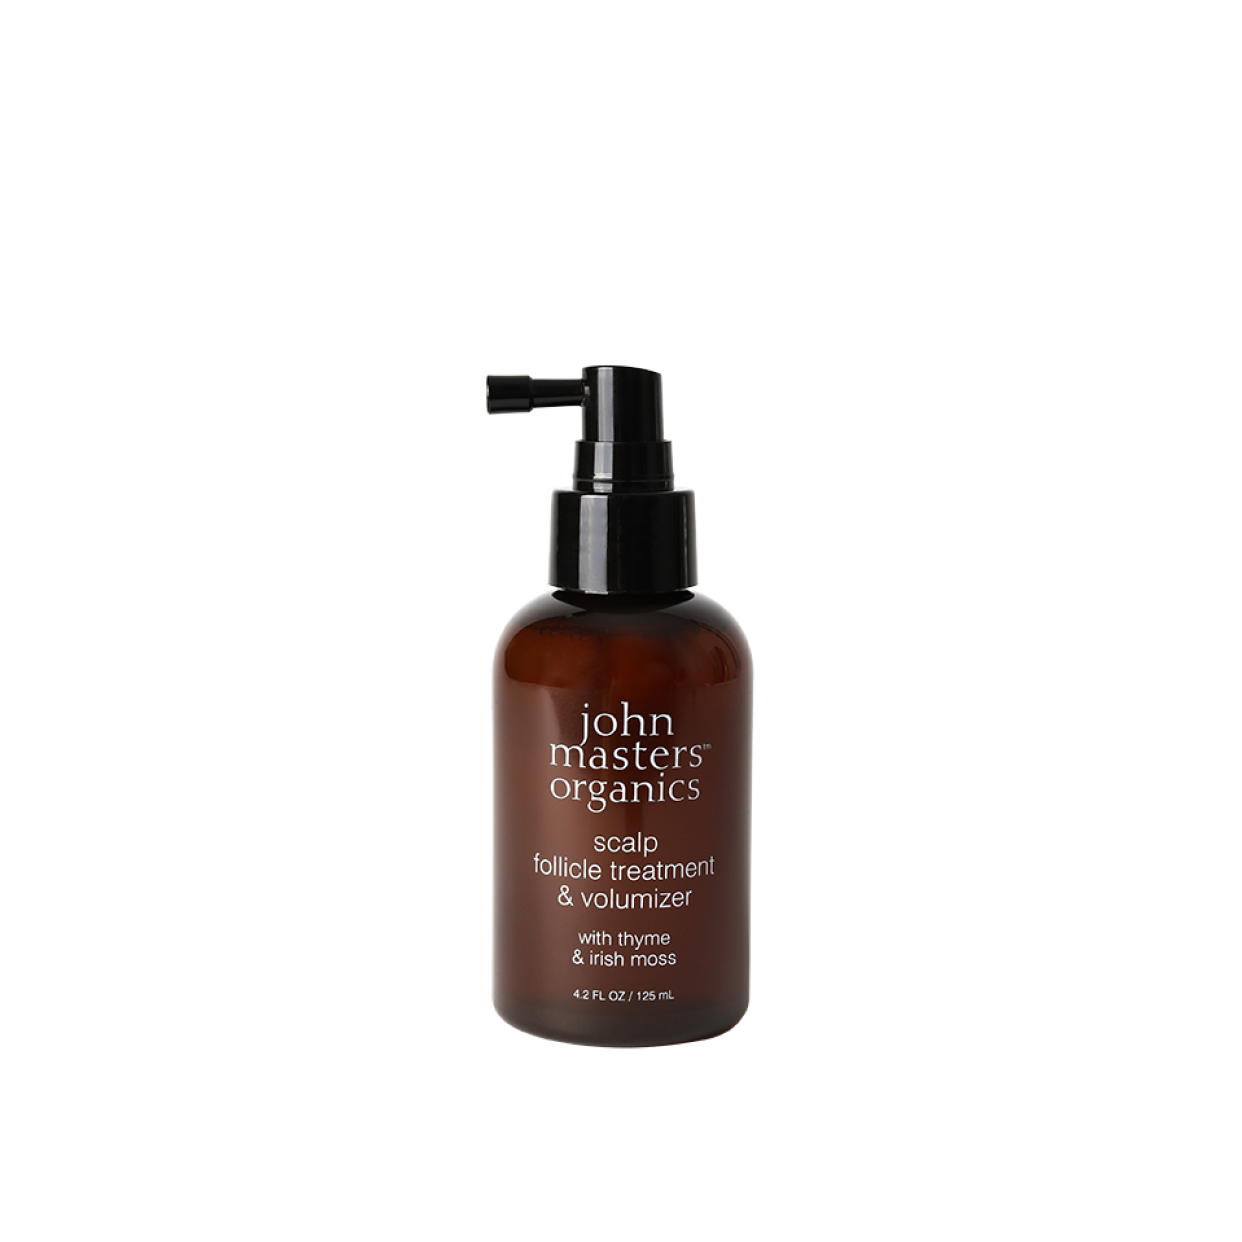 john
masters™
organics
scalp
follicle treatment
& volumizer
with thyme
& irish moss
4.2 FL OZ / 125 mL